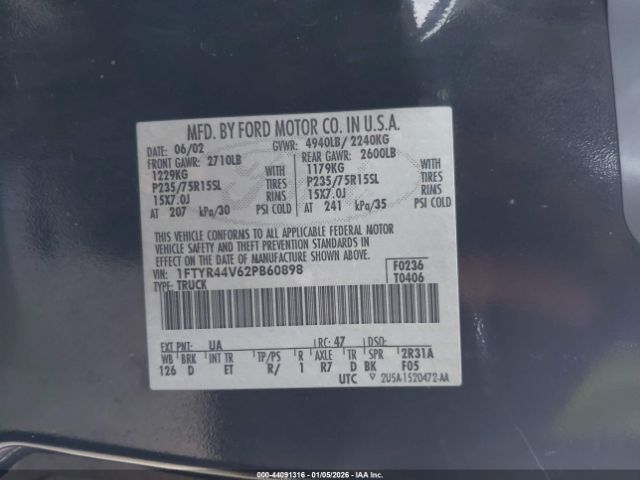 MFD. BY FORD MOTOR CO. IN U.S.A.
DATE: 06/02 GVWR: 4940LB/ 2240KG
FRONT GAWR: 2710LB REAR GAWR: 2600LB
1229KG WITH 1179KG WITH
P235/75R15SL TIRES P235/75R15SL TIRES
15X7.0J RINS 15X7.0J RINS
AT 207 kPa/30 PSI COLD AT 241 kPa/35 PSI COLD
THIS VEHICLE CONFORMS TO ALL APPLICABLE FEDERAL MOTOR
VEHICLE SAFETY AND THEFT PREVENTION STANDARDS IN
EFFECT ON THE DATE OF MANUFACTURE SHOWN ABOVE.
VIN: 1FTYR44V62PB60898 F0236
TYPE: TRUCK T0406
EXT PNT: UA RC: 47 DSO:
WB BRK INT TR TP/PS R AXLE TR SPR 2R31A
126 D ET R/ 1 R7 D BK F05
UTC 2U5A-1520472-AA
000-44091316 - 01/05/2026 - IAAI.COM